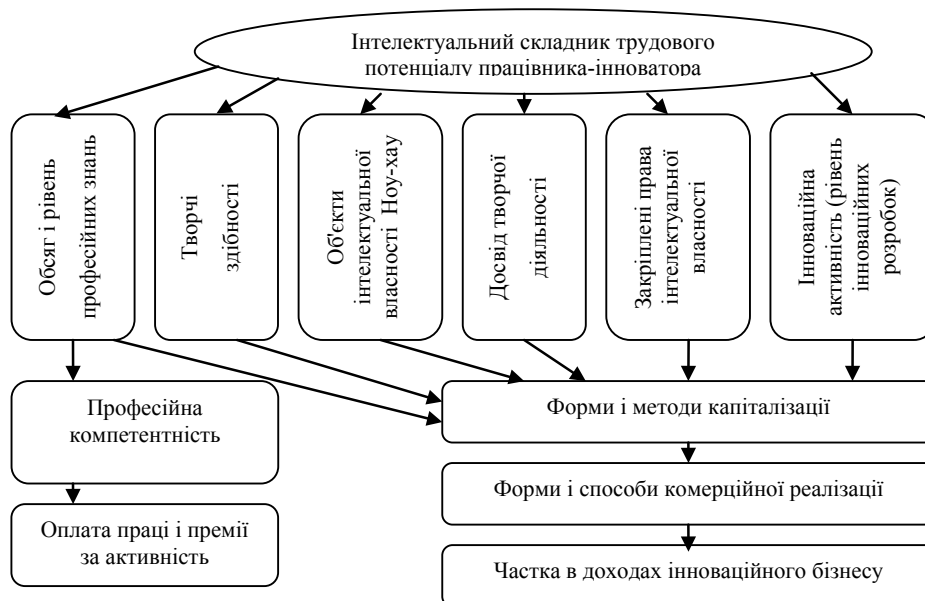 Інтелектуальний складник трудового
потенціалу працівника-інноватора
Обсяг і рівень
професійних знань
Творчі
здібності
Об'єкти
інтелектуальної
власності Ноу-хау
Досвід творчої
діяльності
Закріплені права
інтелектуальної
власності
Інноваційна
активність (рівень
інноваційних
розробок)
Професійна
компетентність
Форми і методи капіталізації
Форми і способи комерційної реалізації
Оплата праці і премії
за активність
Частка в доходах інноваційного бізнесу